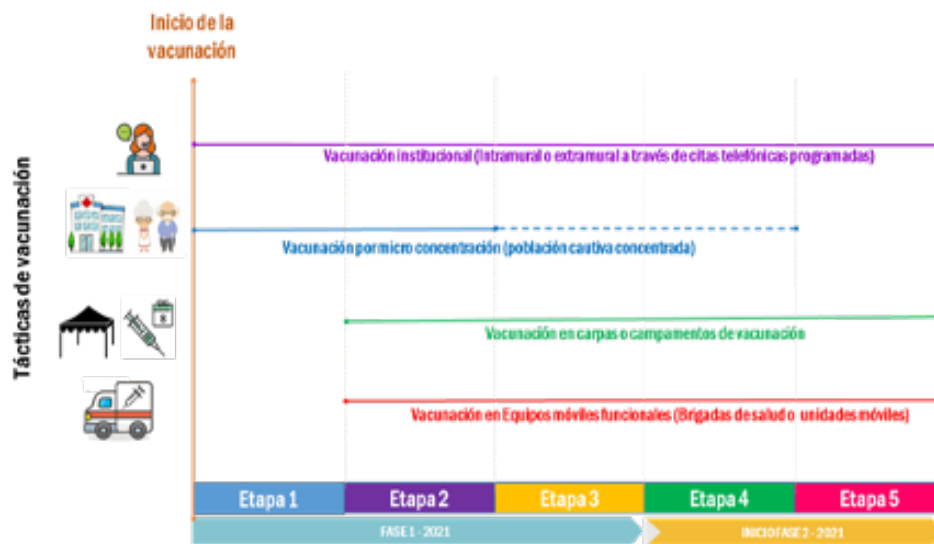 Inicio de la
vacunación
Tácticas de vacunación
Vacunación institucional (Intramural o extramural a través de citas telefónicas programadas)
Vacunación por micro concentración (población cautiva concentrada)
Vacunación en carpas o campamentos de vacunación
Vacunación en Equipos móviles funcionales (Brigadas de salud o unidades móviles)
Etapa 1
Etapa 2
Etapa 3
Etapa 4
Etapa 5
FASE 1 - 2021
INICIO FASE 2 - 2021